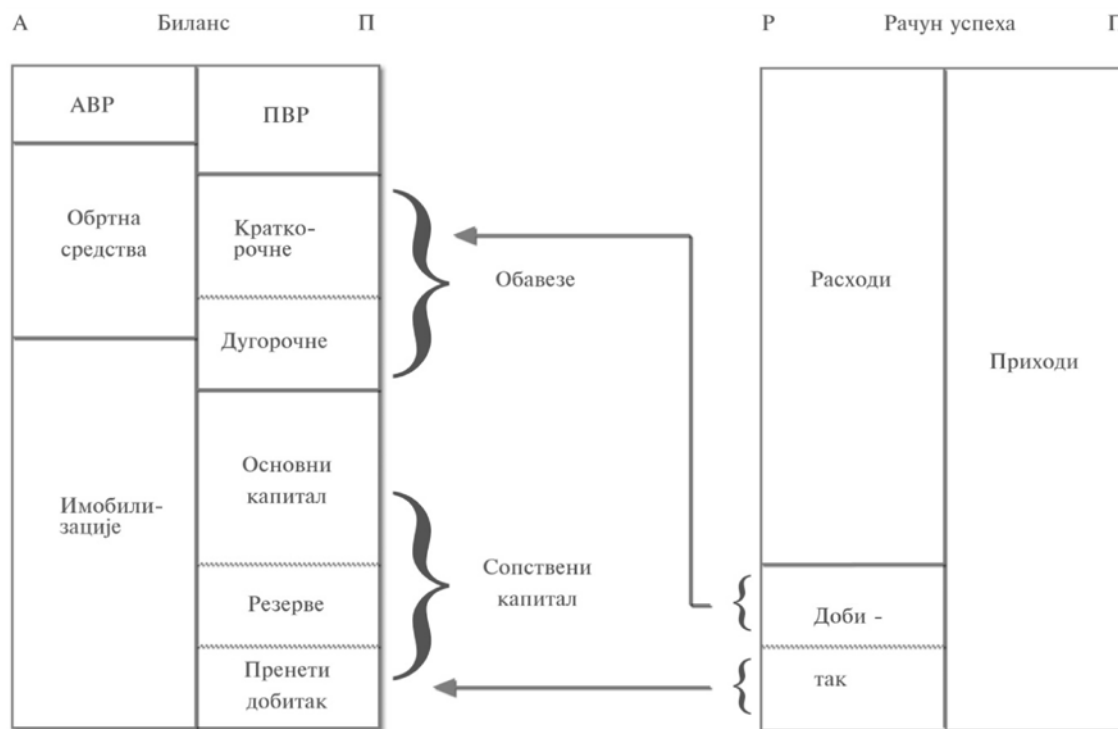 А Биланс П
Р Рачун успеха П
АВР
ПВР
Обртна
средства
Кратко-
рочне
Дугорочне
Обавезе
Расходи
Приходи
Имобили-
зације
Основни
капитал
Резерве
Пренети
добитак
Сопствени
капитал
Доби -
так